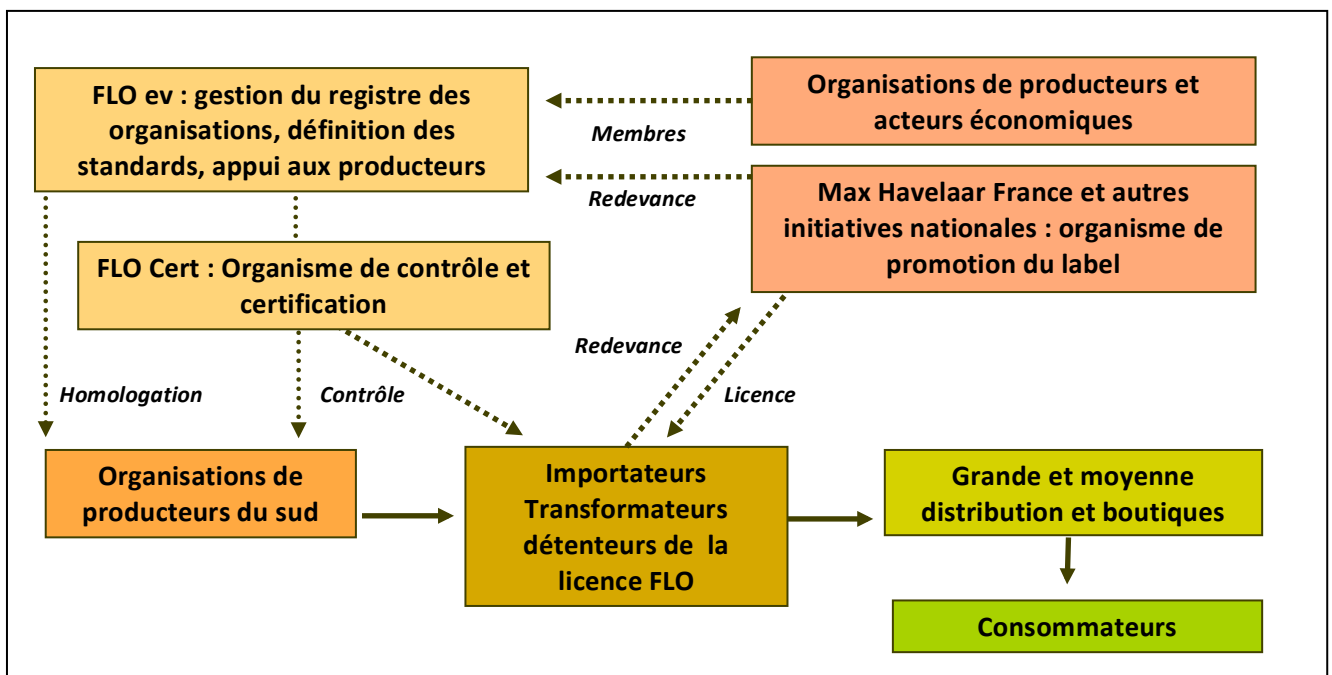 FLO ev : gestion du registre des
organisations, définition des
standards, appui aux producteurs
Membres
Organisations de producteurs et
acteurs économiques
Redevance
Max Havelaar France et autres
initiatives nationales : organisme de
promotion du label
FLO Cert : Organisme de contrôle et
certification
Redevance
Homologation
Contrôle
Licence
Organisations de
producteurs du sud
Importateurs
Transformateurs
détenteurs de la
licence FLO
Grande et moyenne
distribution et boutiques
Consommateurs